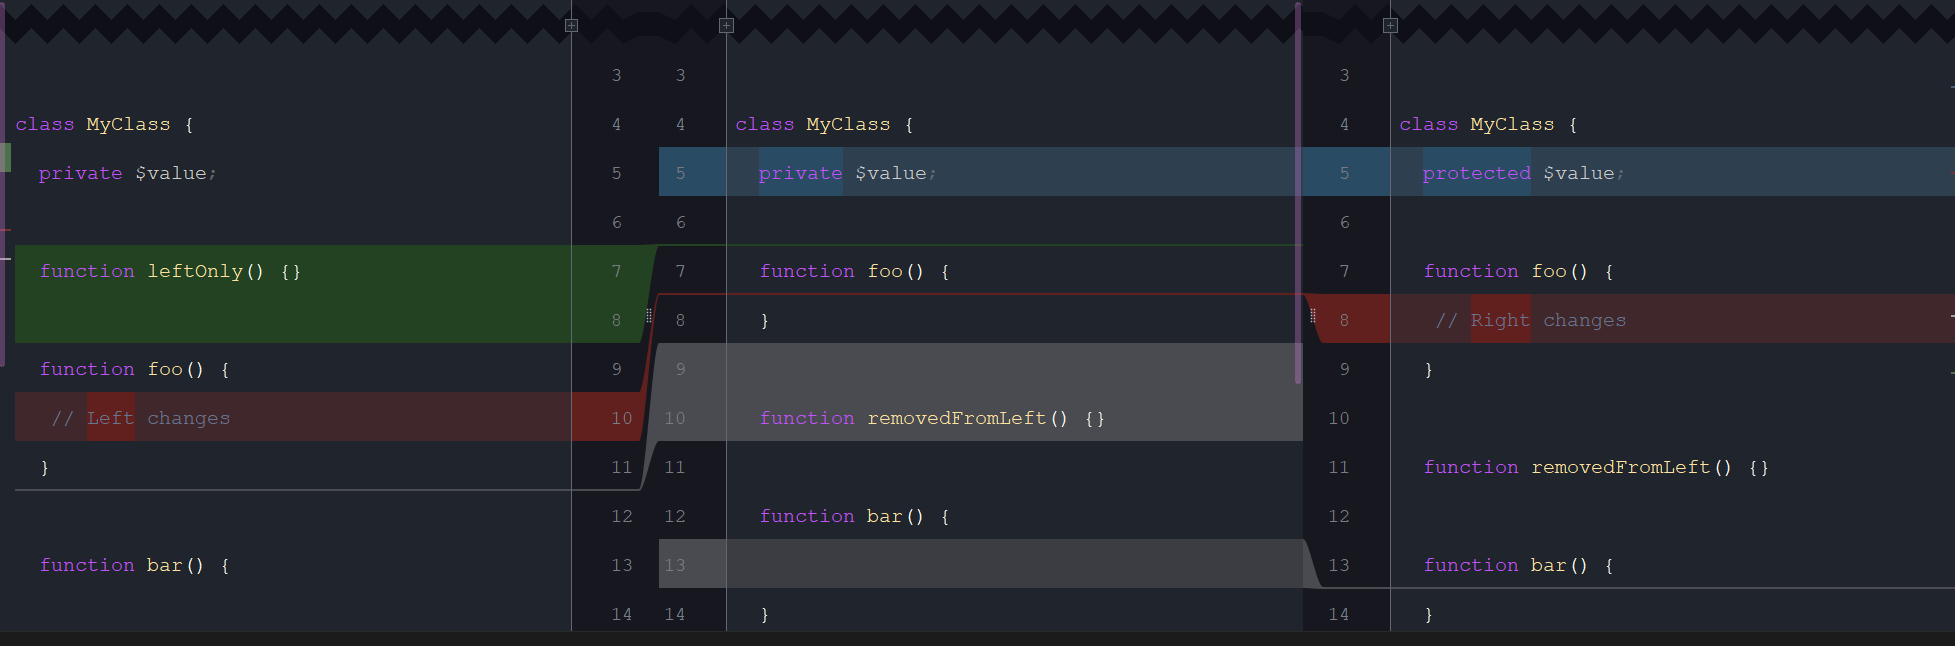 3 3 3
class MyClass { 4 4 class MyClass { 4 class MyClass {
private $value; 5 5 private $value; 5 protected $value;
6 6 6
function leftOnly() {} 7 7 function foo() { 7 function foo() {
8 8 } 8 // Right changes
function foo() { 9 9 9 }
// Left changes 10 10 function removedFromLeft() {} 10
} 11 11 11 function removedFromLeft() {}
12 12 function bar() { 12
function bar() { 13 13 13 function bar() {
14 14 } 14 }